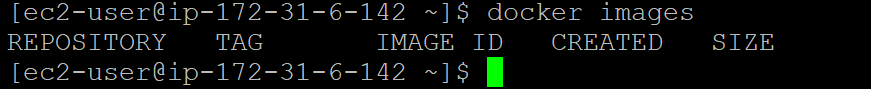 [ec2-user@ip-172-31-6-142 ~]$ docker images
REPOSITORY   TAG       IMAGE ID   CREATED   SIZE
[ec2-user@ip-172-31-6-142 ~]$